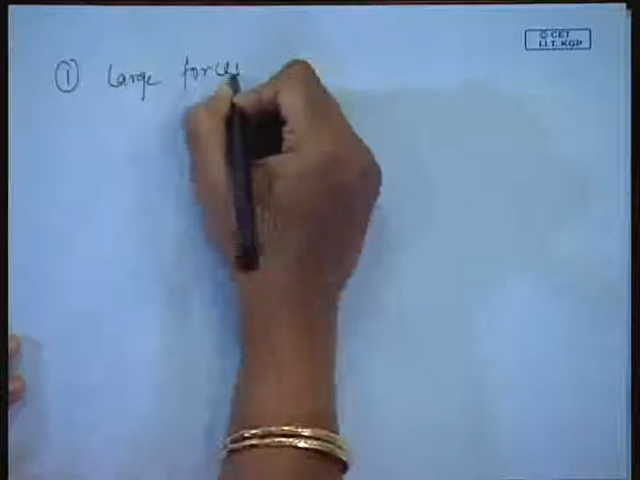 © CET
I.I.T. KGP
① Large forces